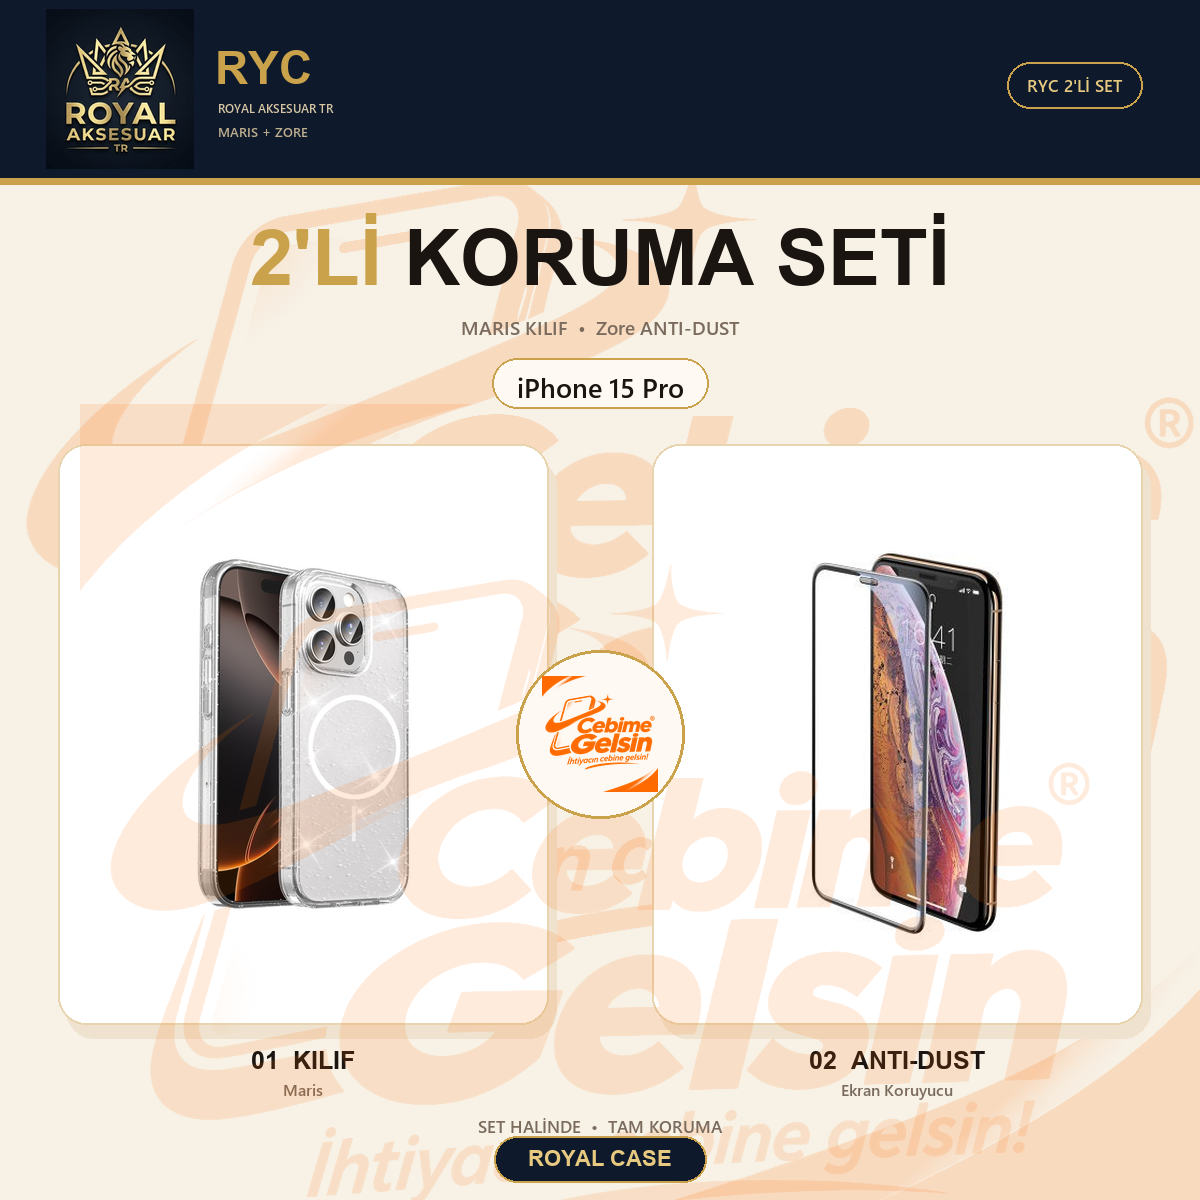 ROYAL
AKSESUAR
TR
RYC
ROYAL AKSESUAR TR
MARIS + ZORE
RYC 2'Lİ SET
2'Lİ KORUMA SETİ
MARIS KILIF • Zore ANTI-DUST
iPhone 15 Pro
Cebime
Gelsin
İhtiyacın cebine gelsin!
Cebime
Gelsin
01 KILIF
Maris
02 ANTI-DUST
Ekran Koruyucu
SET HALİNDE • TAM KORUMA
ROYAL CASE